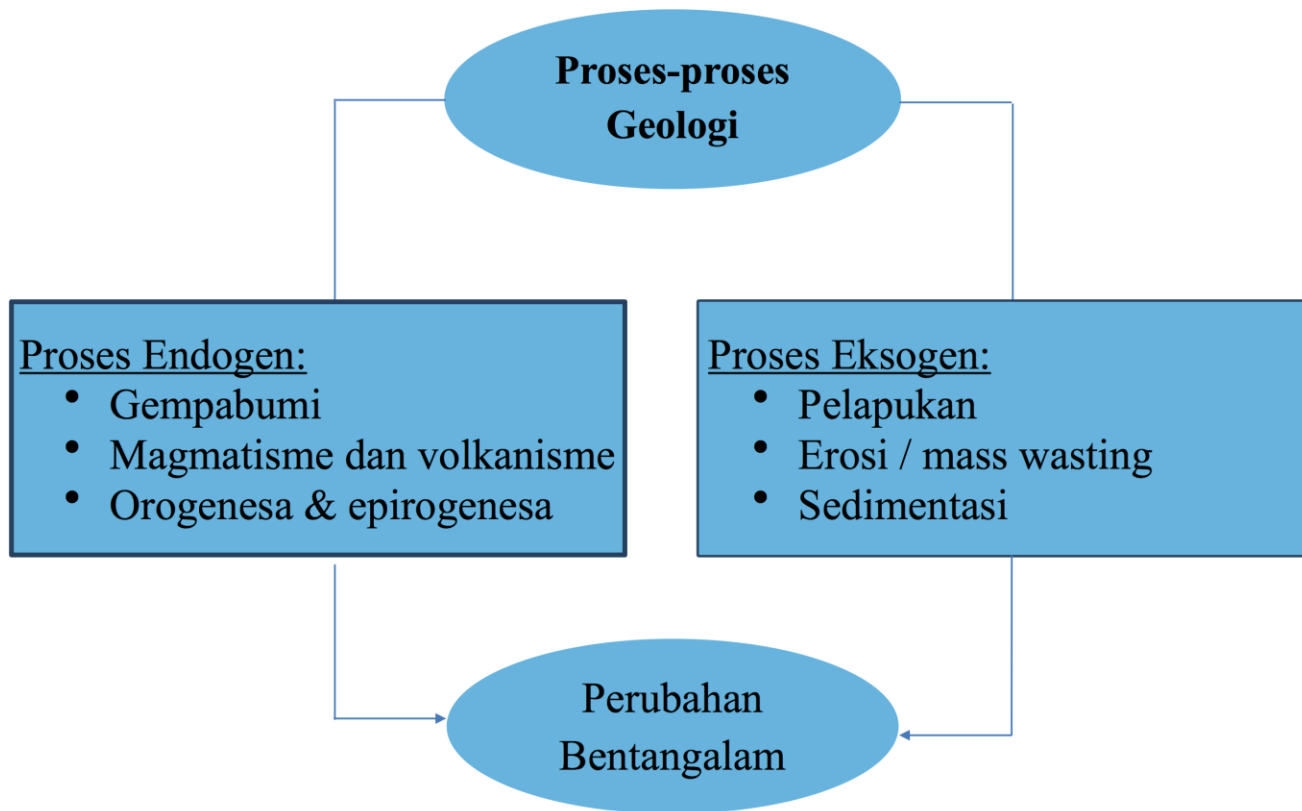 Proses-proses
Geologi
Proses Endogen:
• Gempabumi
• Magmatisme dan volkanisme
• Orogenesa & epirogenesa
Proses Eksogen:
• Pelapukan
• Erosi / mass wasting
• Sedimentasi
Perubahan
Bentangalam